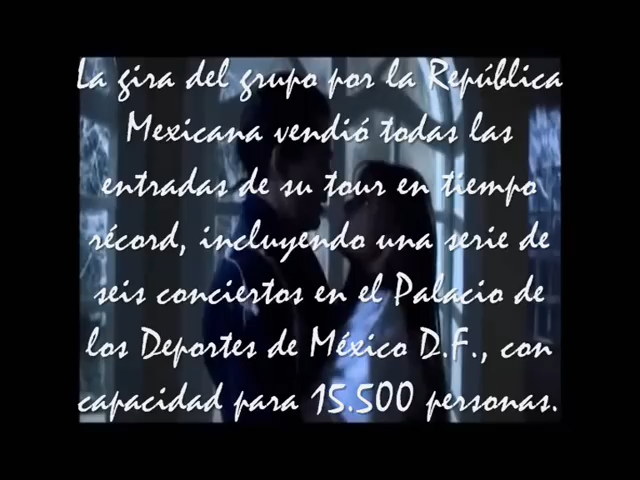 La gira del grupo por la República
Mexicana vendió todas las
entradas de su tour en tiempo
récord, incluyendo una serie de
seis conciertos en el Palacio de
los Deportes de México D.F., con
capacidad para 15.500 personas.